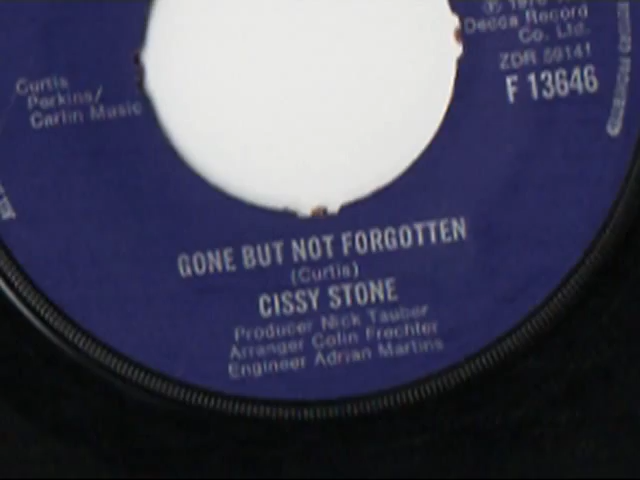 Decca Record
Co. Ltd.
ZDR 59141
F 13646
Curtis
Perkins/
Carlin Music
GONE BUT NOT FORGOTTEN
(Curtis)
CISSY STONE
Producer Nick Tauber
Arranger Colin Frechter
Engineer Adrian Martins